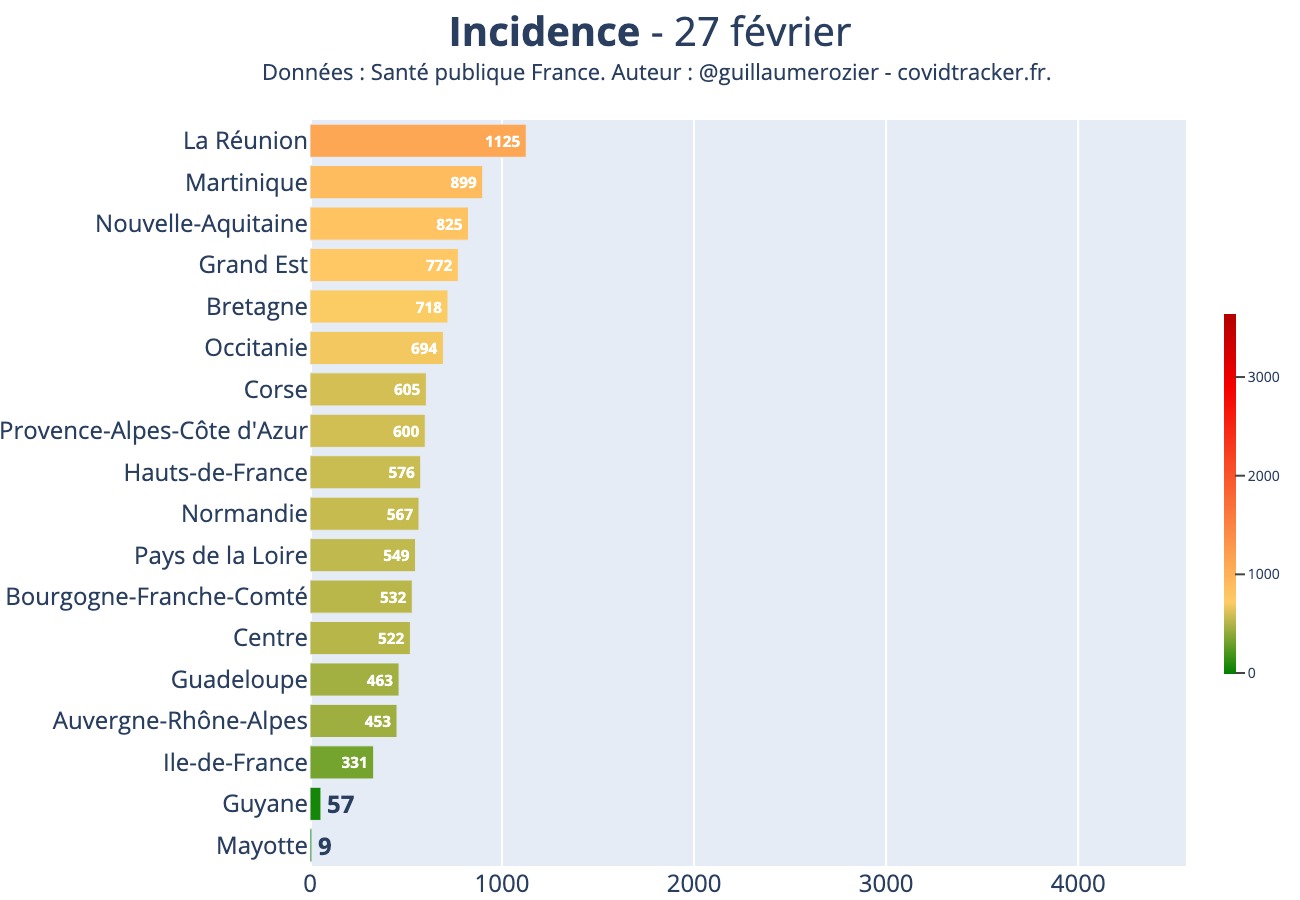 Incidence - 27 février
Données : Santé publique France. Auteur : @guillaumerozier - covidtracker.fr.
La Réunion 1125
Martinique 899
Nouvelle-Aquitaine 825
Grand Est 772
Bretagne 718
Occitanie 694
Corse 605
Provence-Alpes-Côte d'Azur 600
Hauts-de-France 576
Normandie 567
Pays de la Loire 549
Bourgogne-Franche-Comté 532
Centre 522
Guadeloupe 463
Auvergne-Rhône-Alpes 453
Ile-de-France 331
Guyane 57
Mayotte 9
0 1000 2000 3000 4000
3000
2000
1000
0